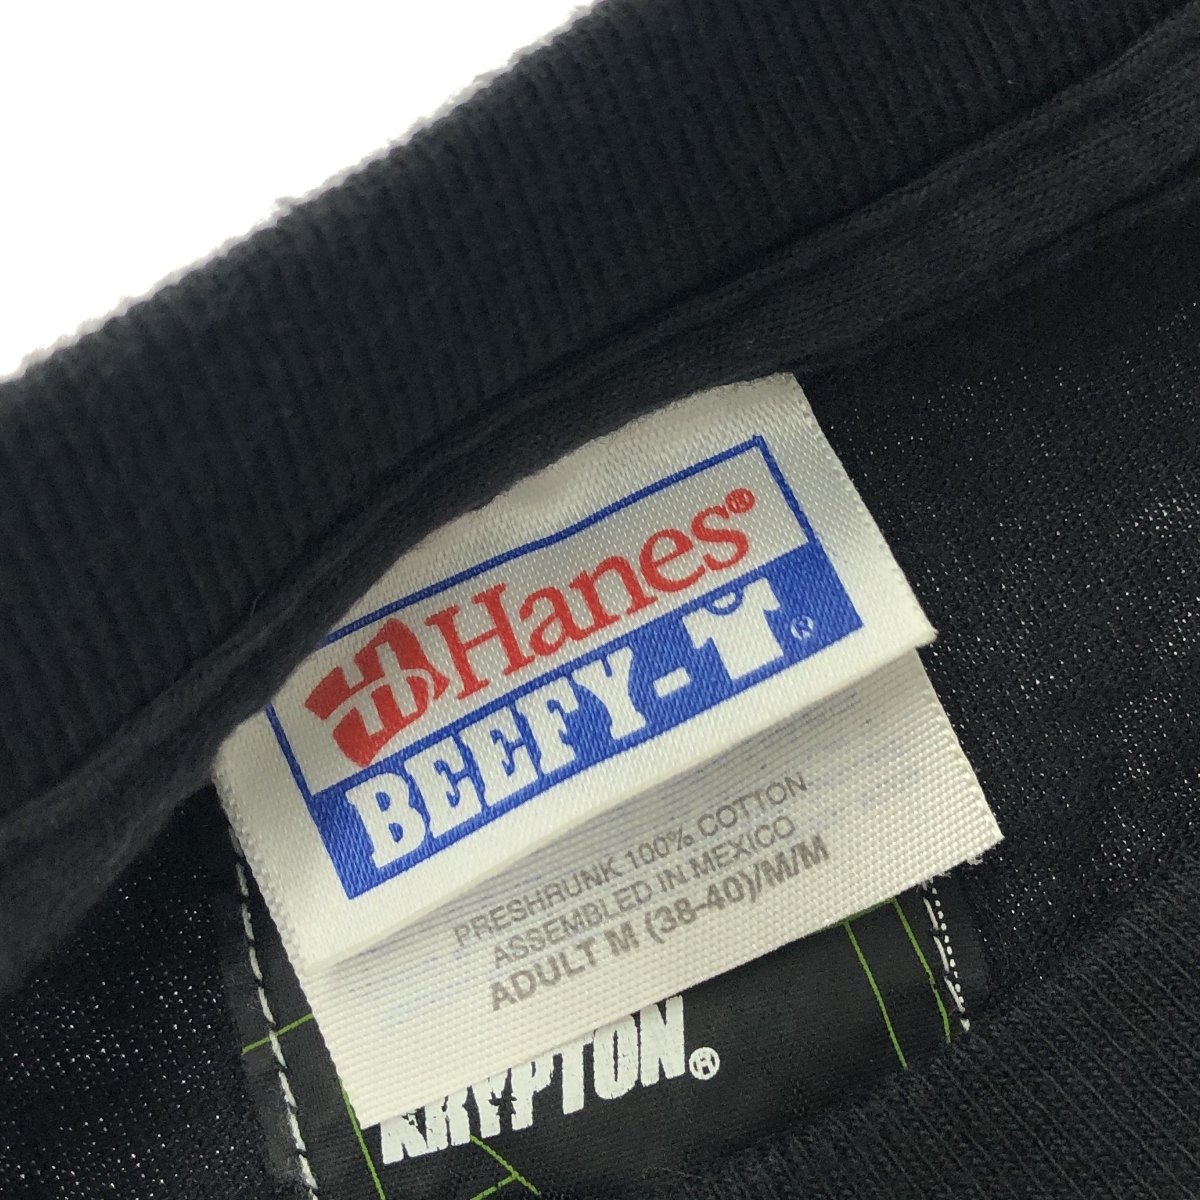 Hanes®
BEEFY-T®
PRESHRUNK 100% COTTON
ASSEMBLED IN MEXICO
ADULT M (38-40)/M/M
KRYPTON®